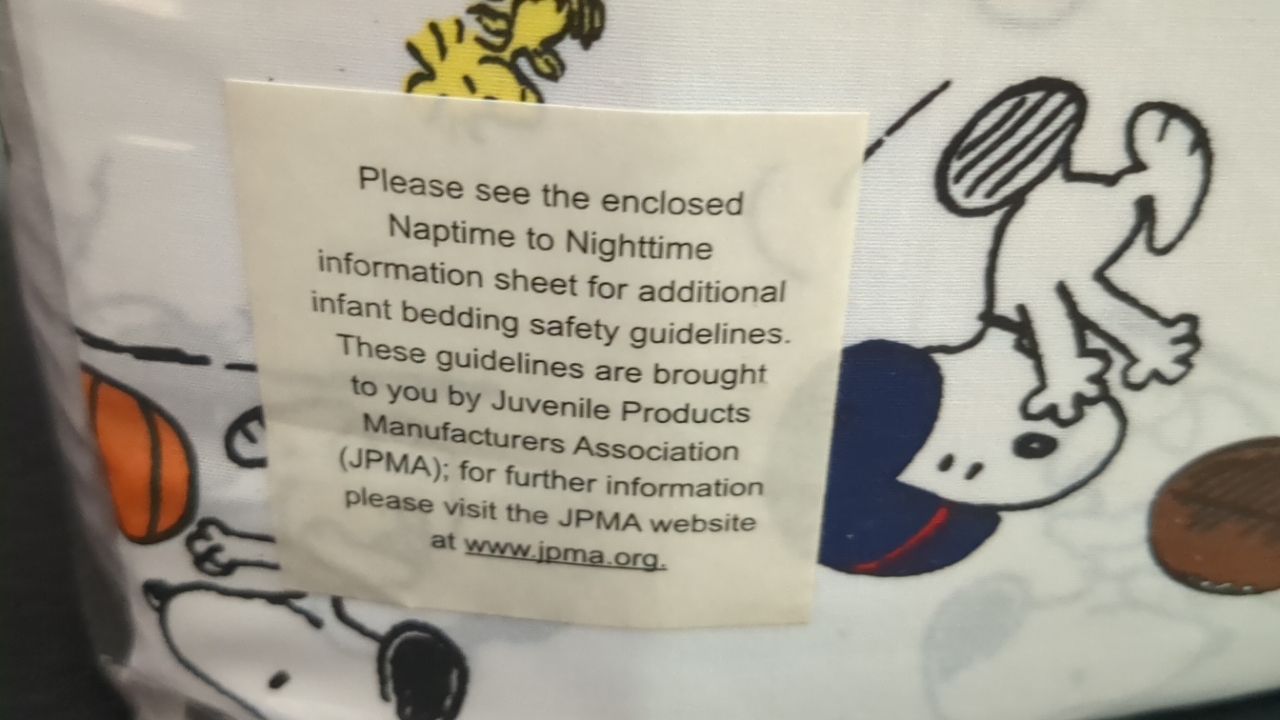 Please see the enclosed
Naptime to Nighttime
information sheet for additional
infant bedding safety guidelines.
These guidelines are brought
to you by Juvenile Products
Manufacturers Association
(JPMA); for further information
please visit the JPMA website
at www.jpma.org.